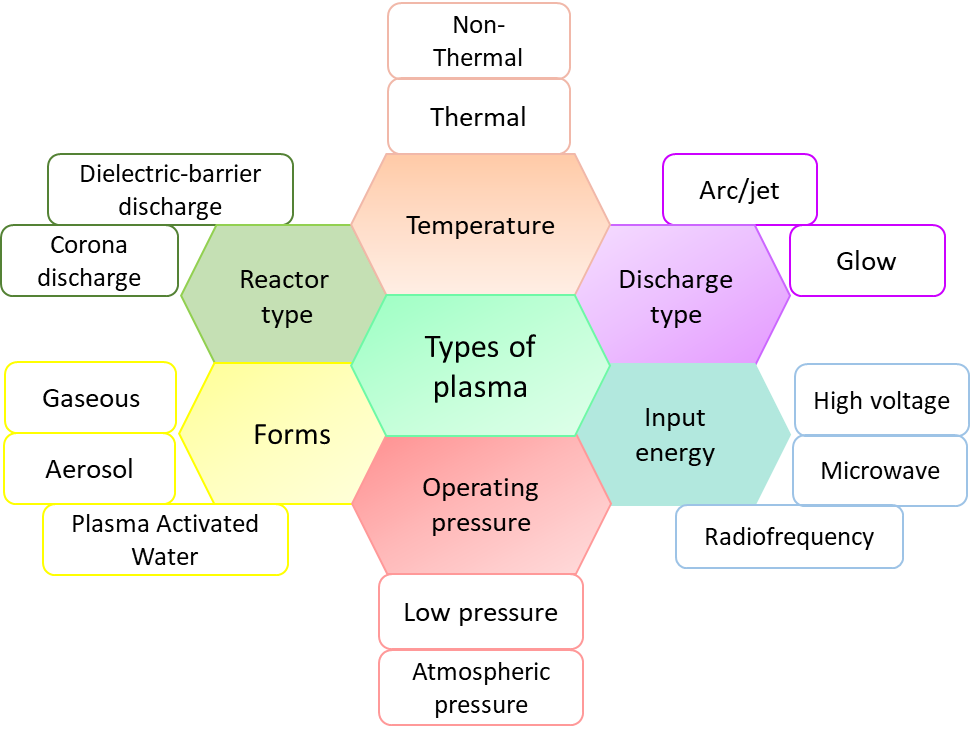 Non-
Thermal
Thermal
Temperature
Dielectric-barrier
discharge
Corona
discharge
Reactor
type
Arc/jet
Glow
Discharge
type
Types of
plasma
Gaseous
Aerosol
Plasma Activated
Water
Forms
Input
energy
High voltage
Microwave
Radiofrequency
Operating
pressure
Low pressure
Atmospheric
pressure